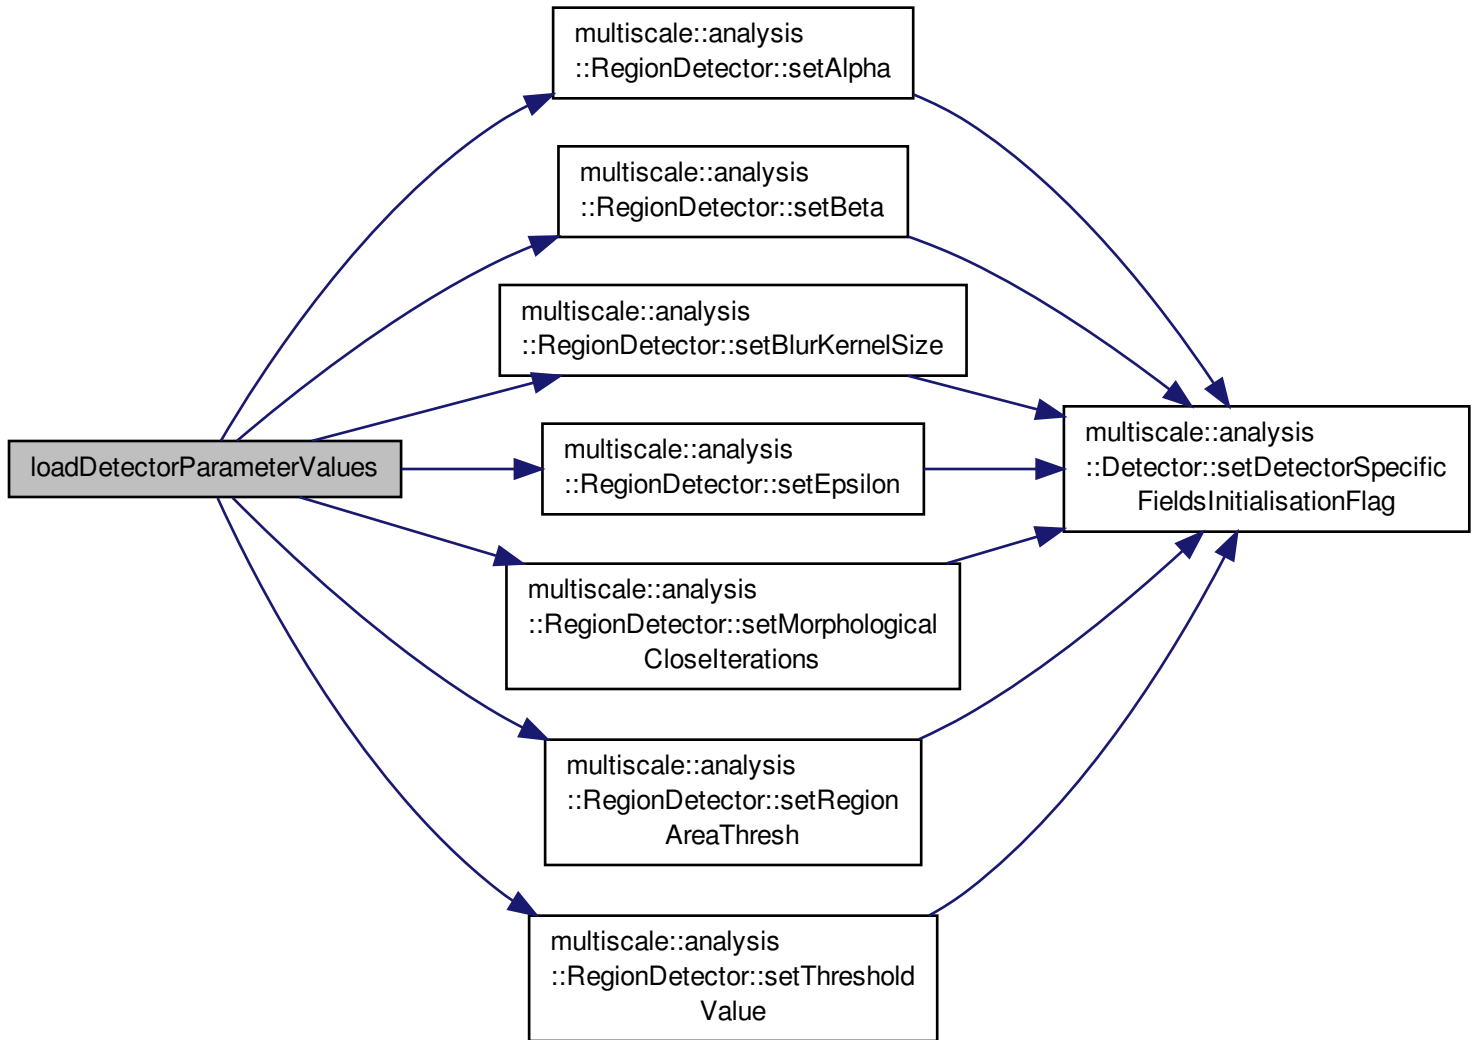 multiscale::analysis
::RegionDetector::setAlpha
multiscale::analysis
::RegionDetector::setBeta
multiscale::analysis
::RegionDetector::setBlurKernelSize
loadDetectorParameterValues
multiscale::analysis
::RegionDetector::setEpsilon
multiscale::analysis
::Detector::setDetectorSpecific
FieldsInitialisationFlag
multiscale::analysis
::RegionDetector::setMorphological
CloseIterations
multiscale::analysis
::RegionDetector::setRegion
AreaThresh
multiscale::analysis
::RegionDetector::setThreshold
Value